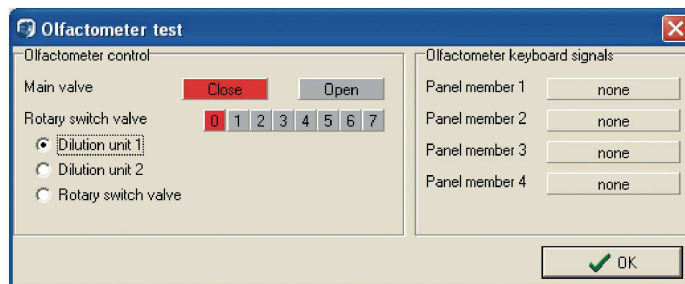 Olfactometer test
Olfactometer control
Main valve Close Open
Rotary switch valve 0 1 2 3 4 5 6 7
Dilution unit 1
Dilution unit 2
Rotary switch valve
Olfactometer keyboard signals
Panel member 1 none
Panel member 2 none
Panel member 3 none
Panel member 4 none
OK